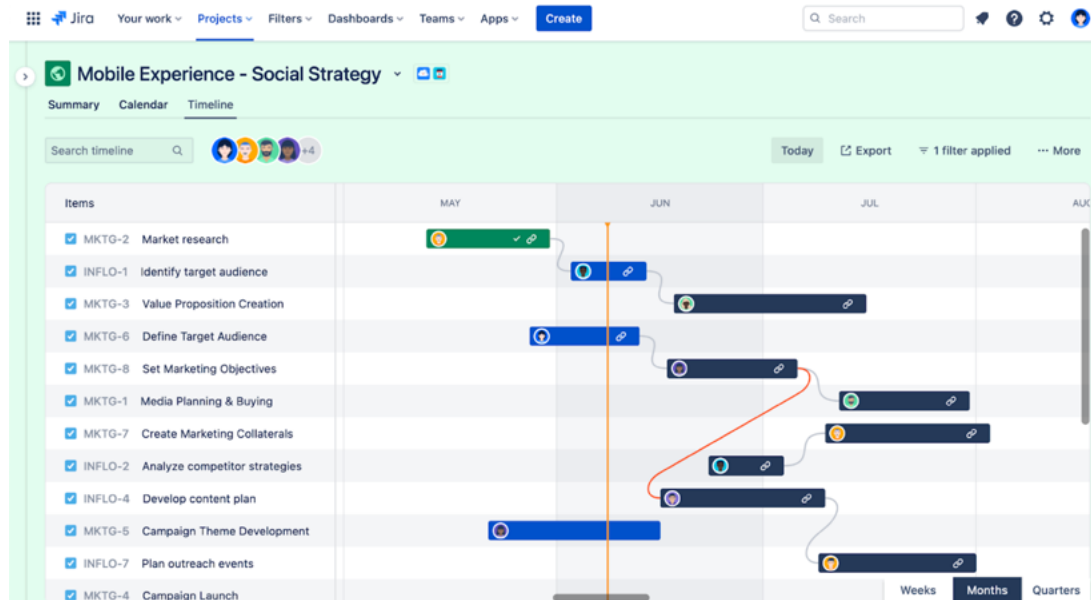 Jira Your work Projects Filters Dashboards Teams Apps Create Search
Mobile Experience - Social Strategy
Summary Calendar Timeline
Search timeline +4 Today Export 1 filter applied ··· More
Items MAY JUN JUL AUG
MKTG-2 Market research
INFLO-1 Identify target audience
MKTG-3 Value Proposition Creation
MKTG-6 Define Target Audience
MKTG-8 Set Marketing Objectives
MKTG-1 Media Planning & Buying
MKTG-7 Create Marketing Collaterals
INFLO-2 Analyze competitor strategies
INFLO-4 Develop content plan
MKTG-5 Campaign Theme Development
INFLO-7 Plan outreach events
MKTG-4 Campaign Launch
Weeks Months Quarters